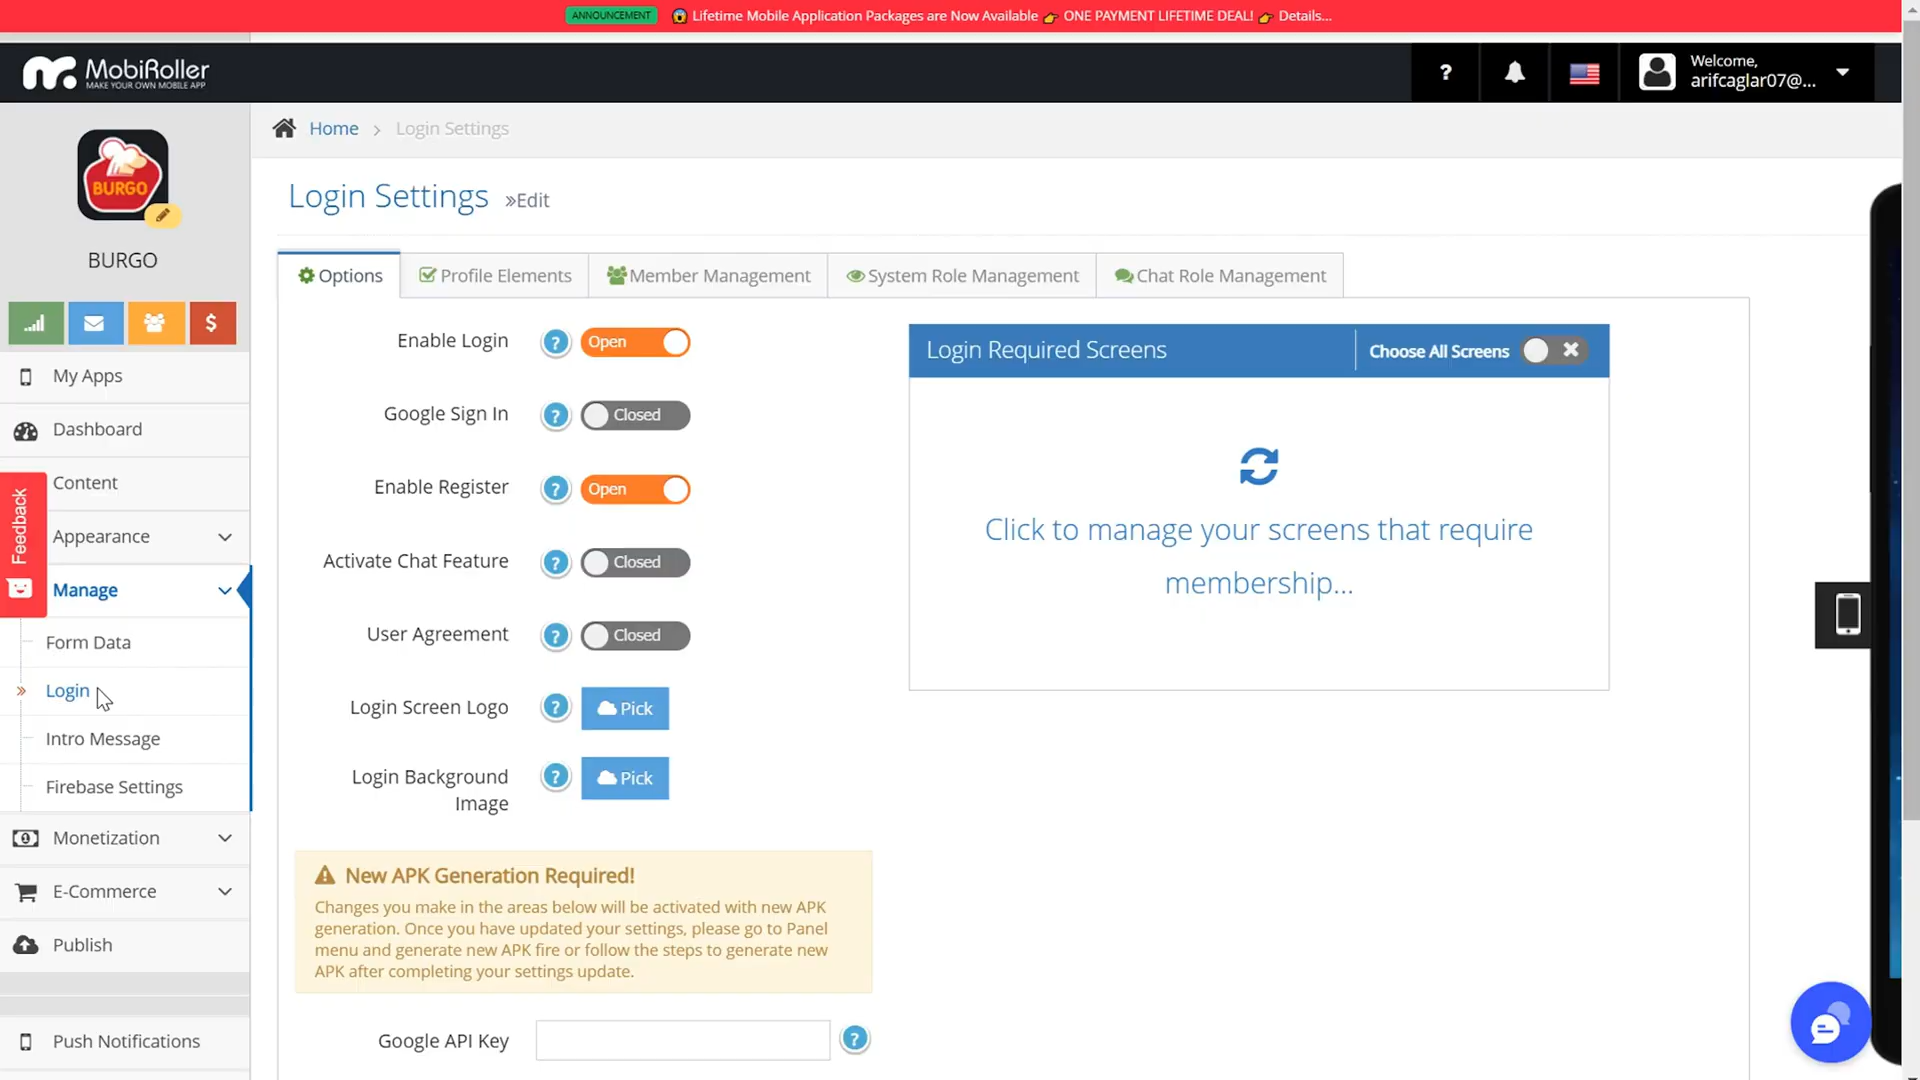 ANNOUNCEMENT Lifetime Mobile Application Packages are Now Available ONE PAYMENT LIFETIME DEAL! Details...
MobiRoller
MAKE YOUR OWN MOBILE APP
?
Welcome,
arifcaglar07@...
BURGO
BURGO
$
My Apps
Dashboard
Content
Feedback
Appearance
Manage
Form Data
» Login
Intro Message
Firebase Settings
Monetization
E-Commerce
Publish
Push Notifications
Home > Login Settings
Login Settings »Edit
Options
Profile Elements
Member Management
System Role Management
Chat Role Management
Enable Login ? Open
Google Sign In ? Closed
Enable Register ? Open
Activate Chat Feature ? Closed
User Agreement ? Closed
Login Screen Logo ? Pick
Login Background
Image
? Pick
Login Required Screens
Choose All Screens
Click to manage your screens that require
membership...
New APK Generation Required!
Changes you make in the areas below will be activated with new APK
generation. Once you have updated your settings, please go to Panel
menu and generate new APK fire or follow the steps to generate new
APK after completing your settings update.
Google API Key ?